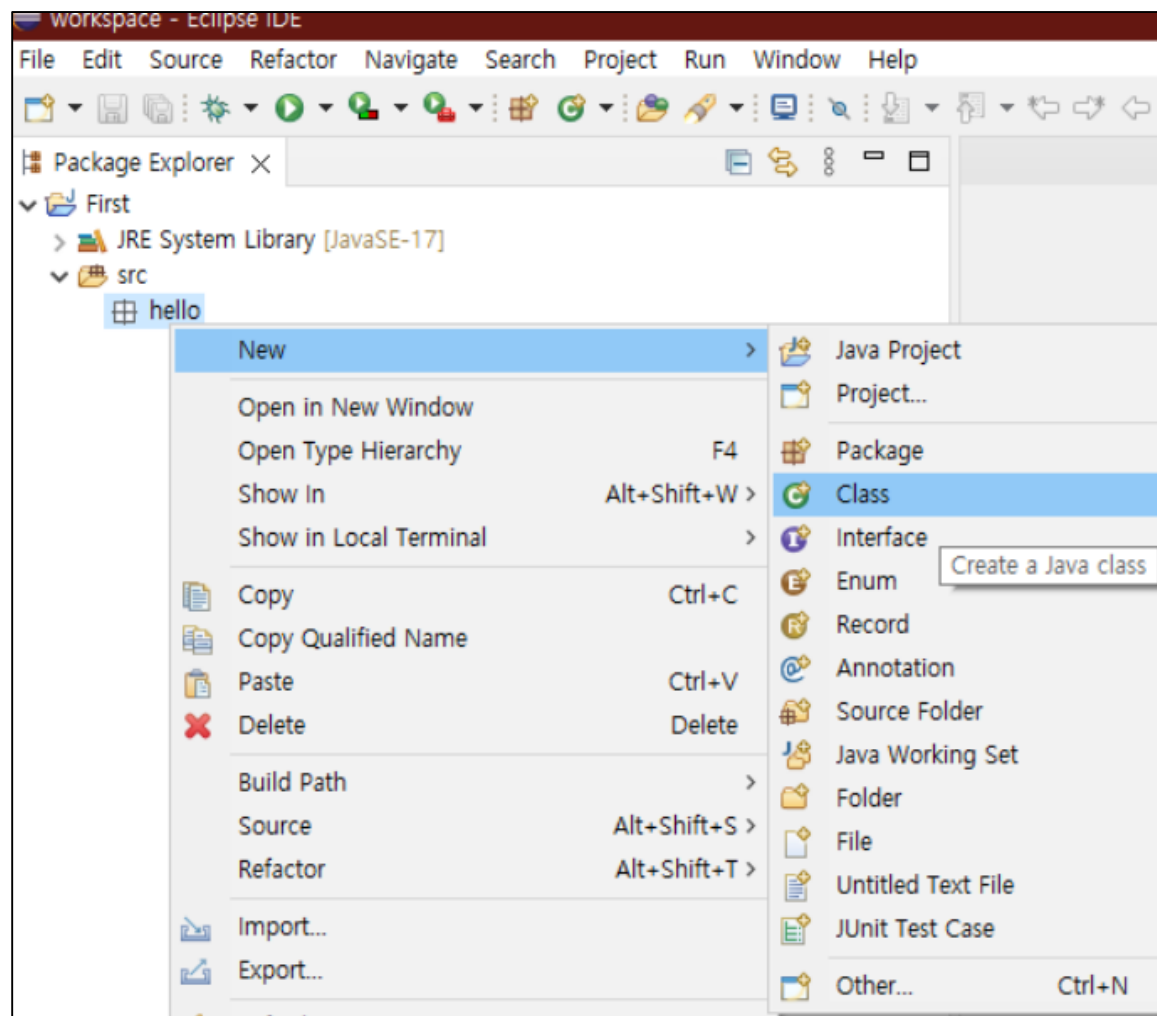 workspace - Eclipse IDE
File Edit Source Refactor Navigate Search Project Run Window Help
Package Explorer
First
JRE System Library [JavaSE-17]
src
hello
New
Open in New Window
Open Type Hierarchy F4
Show In Alt+Shift+W >
Show in Local Terminal >
Copy Ctrl+C
Copy Qualified Name
Paste Ctrl+V
Delete Delete
Build Path >
Source Alt+Shift+S >
Refactor Alt+Shift+T >
Import...
Export...
Java Project
Project...
Package
Class
Interface
Create a Java class
Enum
Record
Annotation
Source Folder
Java Working Set
Folder
File
Untitled Text File
JUnit Test Case
Other... Ctrl+N